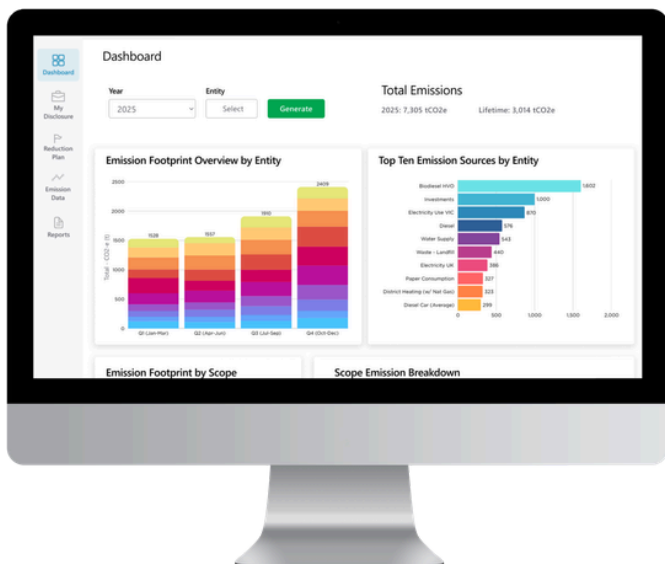 Dashboard
Dashboard
My
Disclosure
Reduction
Plan
Emission
Data
Reports
Year
Entity
2025
Select
Generate
Total Emissions
2025: 7,305 tCO2e
Lifetime: 3,014 tCO2e
Emission Footprint Overview by Entity
Total - CO2-e (t)
2500
2000
1500
1000
500
0
1528
1557
1910
2409
Q1 (Jan-Mar)
Q2 (Apr-Jun)
Q3 (Jul-Sep)
Q4 (Oct-Dec)
Top Ten Emission Sources by Entity
Biodiesel HVO
1,602
Investments
1,000
Electricity Use VIC
870
Diesel
576
Water Supply
543
Waste - Landfill
440
Electricity UK
386
Paper Consumption
327
District Heating (w/ Nat Gas)
323
Diesel Car (Average)
299
0
500
1,000
1,500
2,000
Emission Footprint by Scope
Scope Emission Breakdown